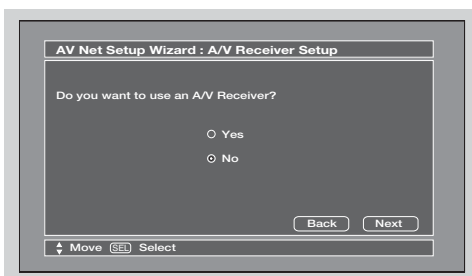 AV Net Setup Wizard : A/V Receiver Setup
Do you want to use an A/V Receiver?
Yes
No
Back Next
Move SEL Select